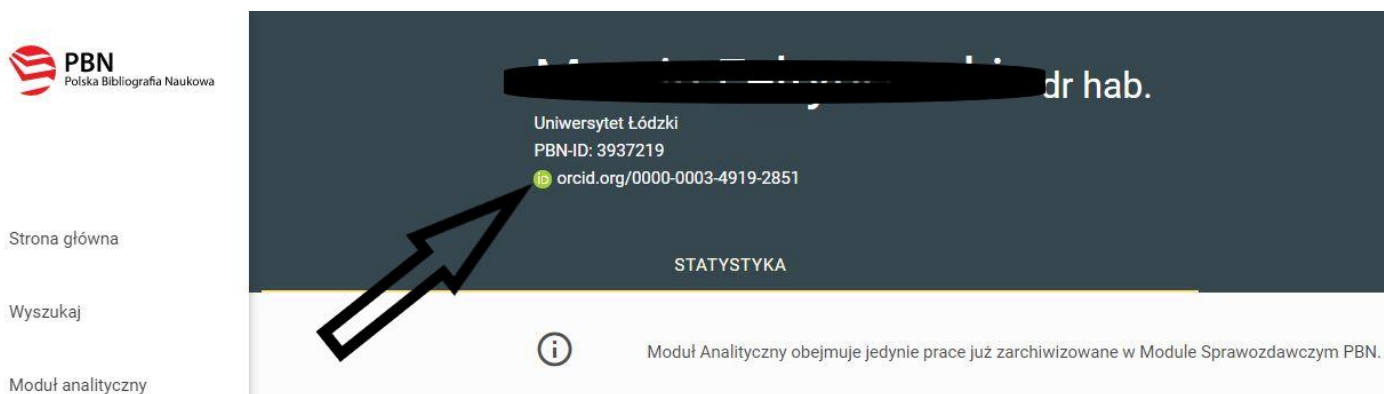 PBN
Polska Bibliografia Naukowa
dr hab.
Uniwersytet Łódzki
PBN-ID: 3937219
iD orcid.org/0000-0003-4919-2851
Strona główna
STATYSTYKA
Wyszukaj
i Moduł Analityczny obejmuje jedynie prace już zarchiwizowane w Module Sprawozdawczym PBN.
Moduł analityczny